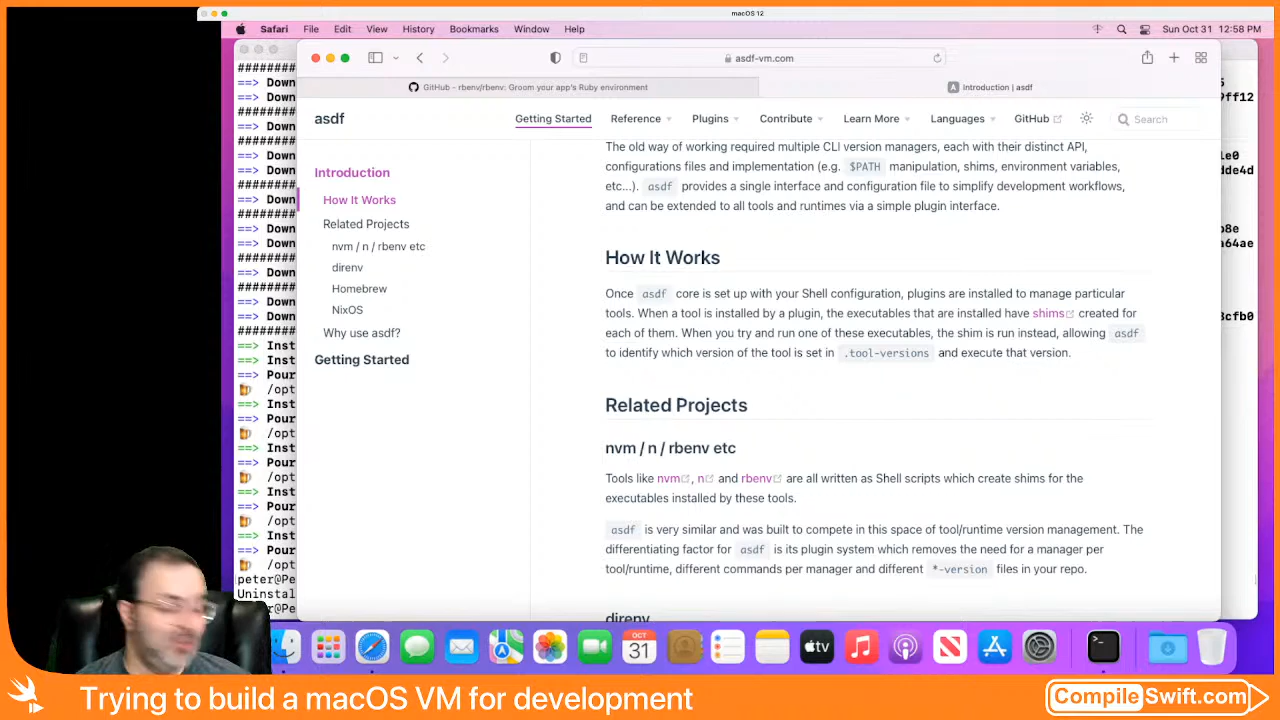 macOS 12
Safari File Edit View History Bookmarks Window Help
Sun Oct 31 12:58 PM
asdf-vm.com
GitHub - rbenv/rbenv: Groom your app's Ruby environment
A Introduction | asdf
asdf
Getting Started Reference Plugins Contribute Learn More Languages GitHub Search
Introduction
How It Works
Related Projects
nvm / n / rbenv etc
direnv
Homebrew
NixOS
Why use asdf?
Getting Started
The old way of working required multiple CLI version managers, each with their distinct API,
configurations files and implementation (e.g. $PATH manipulation, shims, environment variables,
etc...). asdf provides a single interface and configuration file to simplify development workflows,
and can be extended to all tools and runtimes via a simple plugin interface.
How It Works
Once asdf core is set up with your Shell configuration, plugins are installed to manage particular
tools. When a tool is installed by a plugin, the executables that are installed have shims created for
each of them. When you try and run one of these executables, the shim is run instead, allowing asdf
to identify which version of the tool is set in .tool-versions and execute that version.
Related Projects
nvm / n / rbenv etc
Tools like nvm, n and rbenv are all written as Shell scripts which create shims for the
executables installed by these tools.
asdf is very similar and was built to compete in this space of tool/runtime version management. The
differentiating factor for asdf is its plugin system which removes the need for a manager per
tool/runtime, different commands per manager and different *-version files in your repo.
direnv
########
==> Down
==> Down
########
==> Down
########
==> Down
==> Down
########
==> Down
########
==> Down
==> Down
########
==> Down
########
==> Down
==> Down
########
==> Inst
==> Inst
==> Pour
/opt
==> Inst
==> Pour
/opt
==> Inst
==> Pour
/opt
==> Inst
==> Pour
/opt
==> Inst
==> Pour
/opt
peter@Pe
Uninstal
r@Pe
9ff12
1e0
dde4d
b8e
a64ae
8cfb0
OCT
31
tv
Trying to build a macOS VM for development
CompileSwift.com